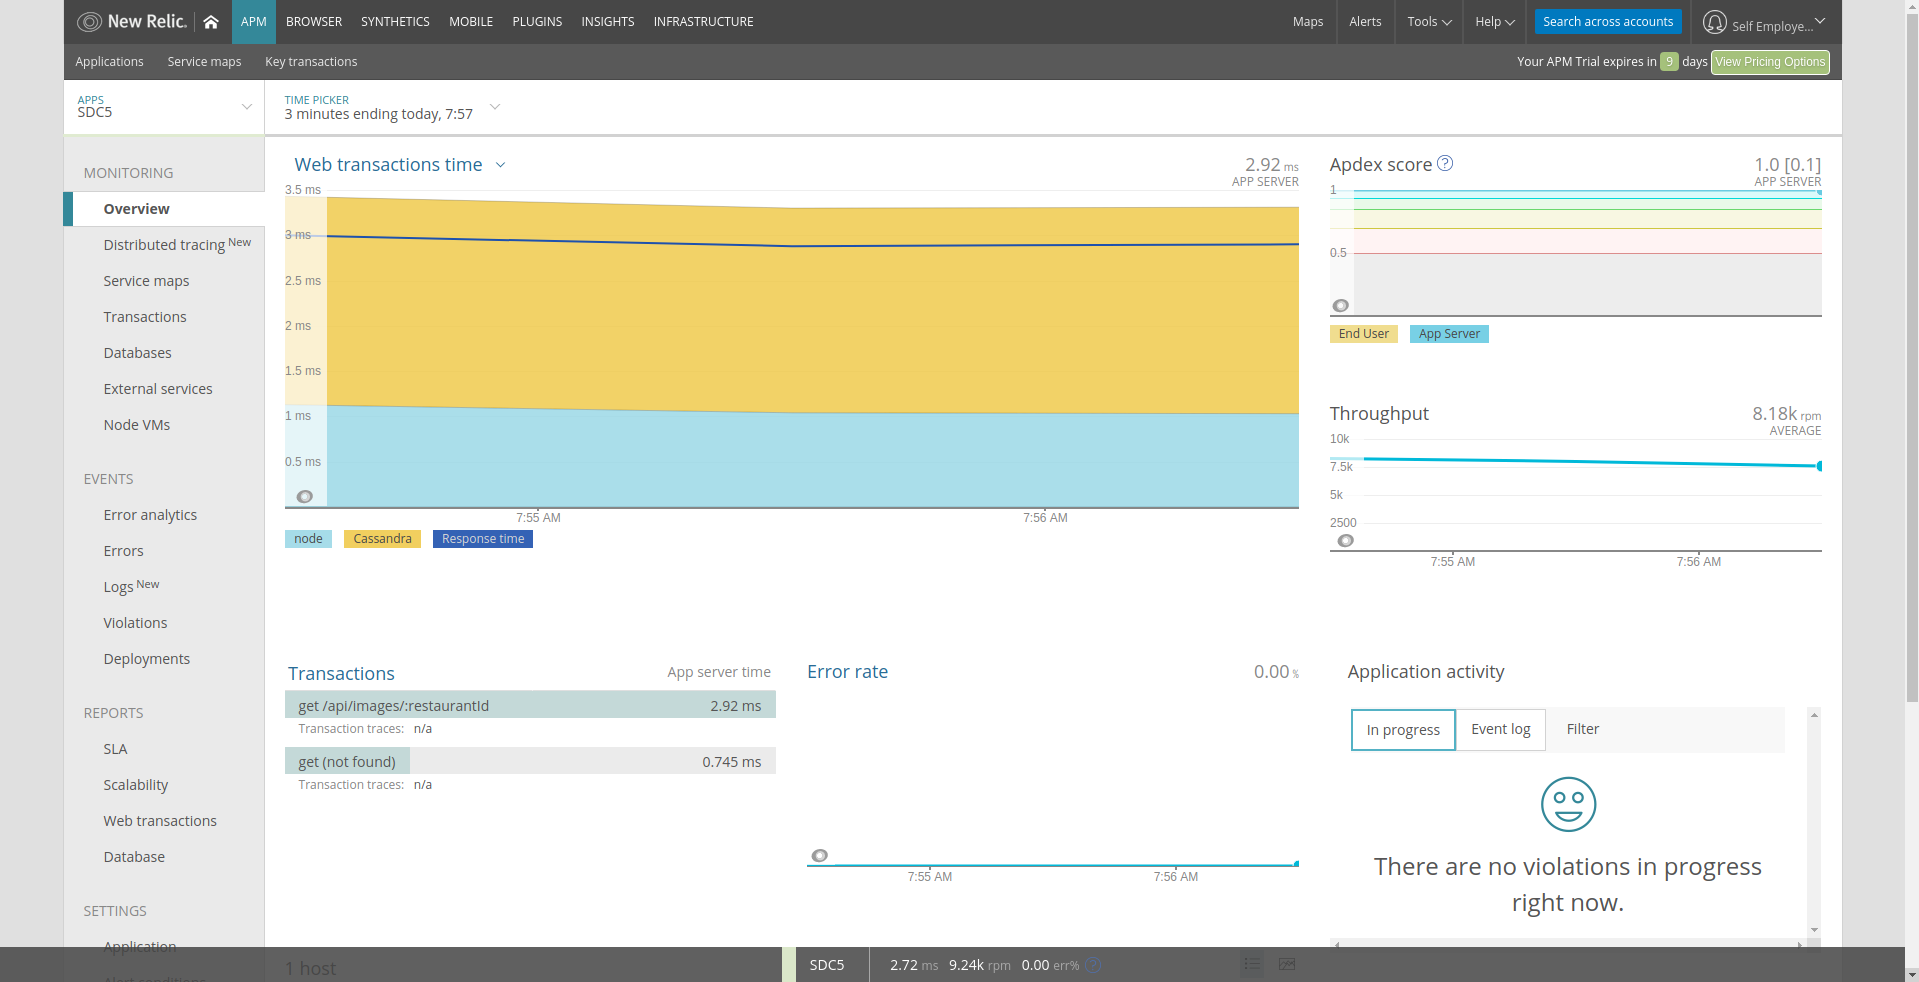 New Relic. APM BROWSER SYNTHETICS MOBILE PLUGINS INSIGHTS INFRASTRUCTURE Maps Alerts Tools Help Search across accounts Self Employe...
Applications Service maps Key transactions Your APM Trial expires in 9 days View Pricing Options
APPS
SDC5
TIME PICKER
3 minutes ending today, 7:57
MONITORING
Overview
Distributed tracing New
Service maps
Transactions
Databases
External services
Node VMs
EVENTS
Error analytics
Errors
Logs New
Violations
Deployments
REPORTS
SLA
Scalability
Web transactions
Database
SETTINGS
Application
Alert conditions
Web transactions time
2.92 ms
APP SERVER
3.5 ms
3 ms
2.5 ms
2 ms
1.5 ms
1 ms
0.5 ms
7:55 AM 7:56 AM
node Cassandra Response time
Apdex score ?
1.0 [0.1]
APP SERVER
1
0.5
End User App Server
Throughput
8.18k rpm
AVERAGE
10k
7.5k
5k
2500
7:55 AM 7:56 AM
Transactions App server time
get /api/images/:restaurantId 2.92 ms
Transaction traces: n/a
get (not found) 0.745 ms
Transaction traces: n/a
Error rate 0.00 %
7:55 AM 7:56 AM
Application activity
In progress Event log Filter
There are no violations in progress
right now.
1 host
SDC5 2.72 ms 9.24k rpm 0.00 err% ?